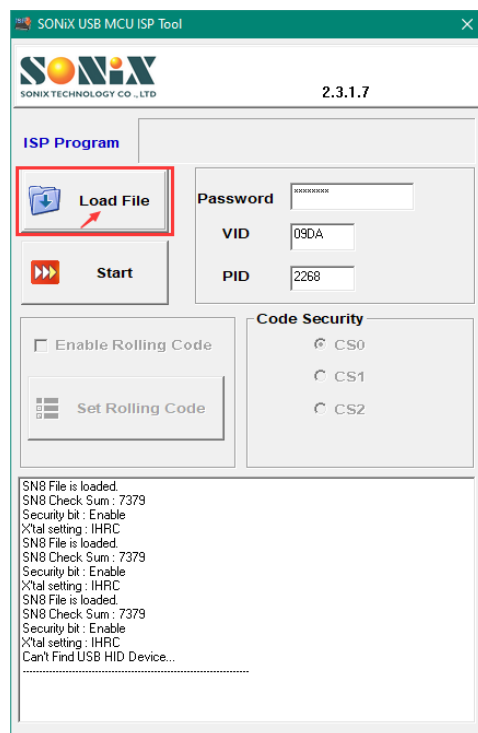 SONiX USB MCU ISP Tool
SONiX
SONIX TECHNOLOGY CO ., LTD
2.3.1.7
ISP Program
Load File
Start
Password
xxxxxxxx
VID
09DA
PID
2268
Enable Rolling Code
Set Rolling Code
Code Security
CS0
CS1
CS2
SN8 File is loaded.
SN8 Check Sum : 7379
Security bit : Enable
X'tal setting : IHRC
SN8 File is loaded.
SN8 Check Sum : 7379
Security bit : Enable
X'tal setting : IHRC
SN8 File is loaded.
SN8 Check Sum : 7379
Security bit : Enable
X'tal setting : IHRC
Can't Find USB HID Device...